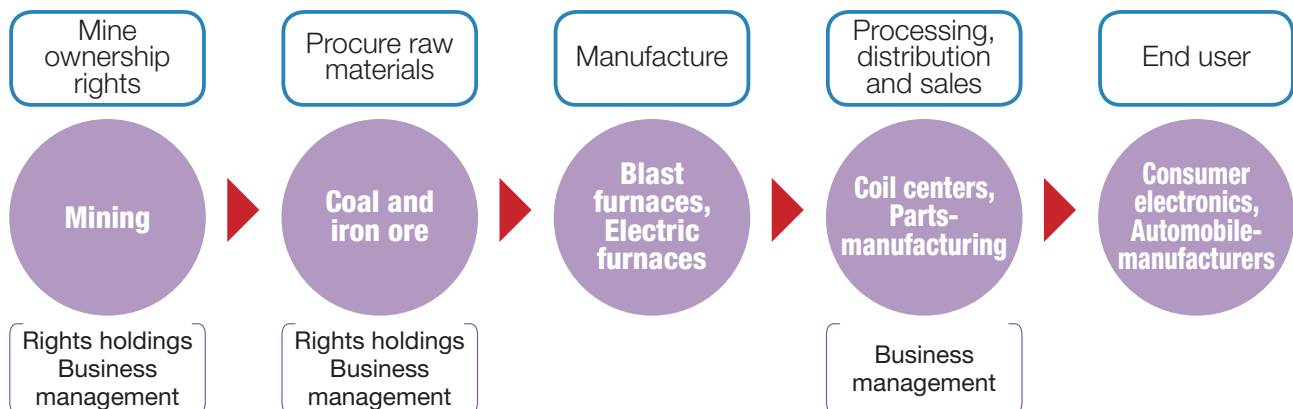 Mine
ownership
rights
Procure raw
materials
Manufacture
Processing,
distribution
and sales
End user
Mining
Coal and
iron ore
Blast
furnaces,
Electric
furnaces
Coil centers,
Parts-
manufacturing
Consumer
electronics,
Automobile-
manufacturers
Rights holdings
Business
management
Rights holdings
Business
management
Business
management